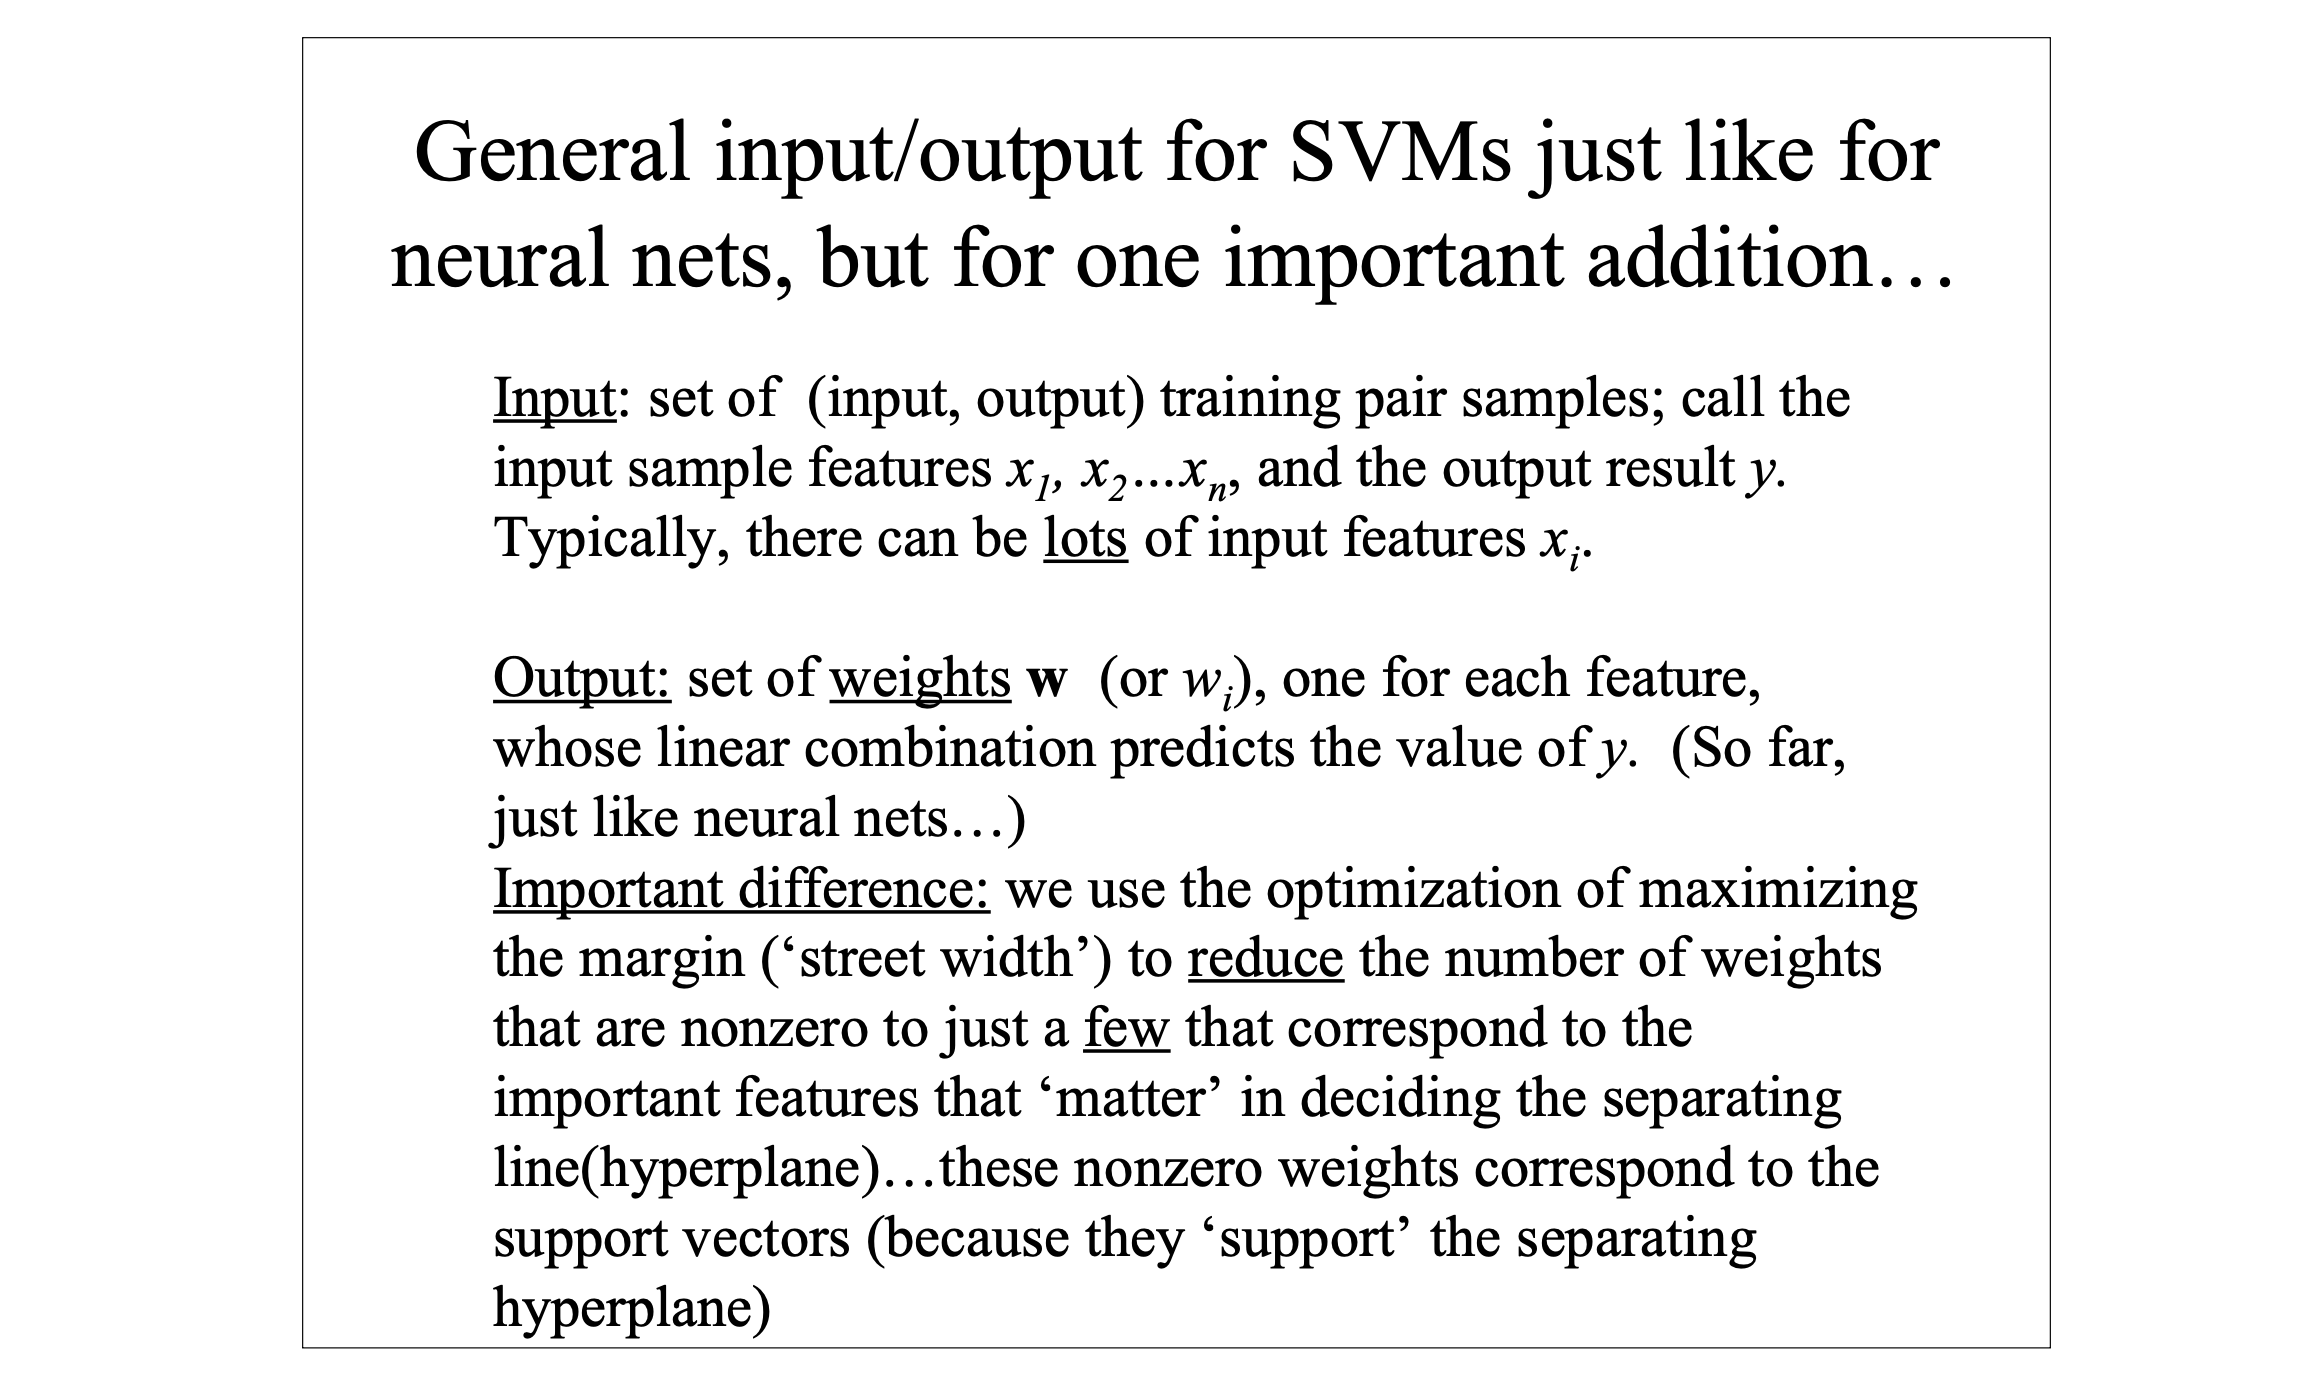 General input/output for SVMs just like for
neural nets, but for one important addition…
Input: set of  (input, output) training pair samples; call the
input sample features x₁, x₂...xₙ, and the output result y.
Typically, there can be lots of input features xᵢ.
Output: set of weights w  (or wᵢ), one for each feature,
whose linear combination predicts the value of y.  (So far,
just like neural nets…)
Important difference: we use the optimization of maximizing
the margin (‘street width’) to reduce the number of weights
that are nonzero to just a few that correspond to the
important features that ‘matter’ in deciding the separating
line(hyperplane)…these nonzero weights correspond to the
support vectors (because they ‘support’ the separating
hyperplane)